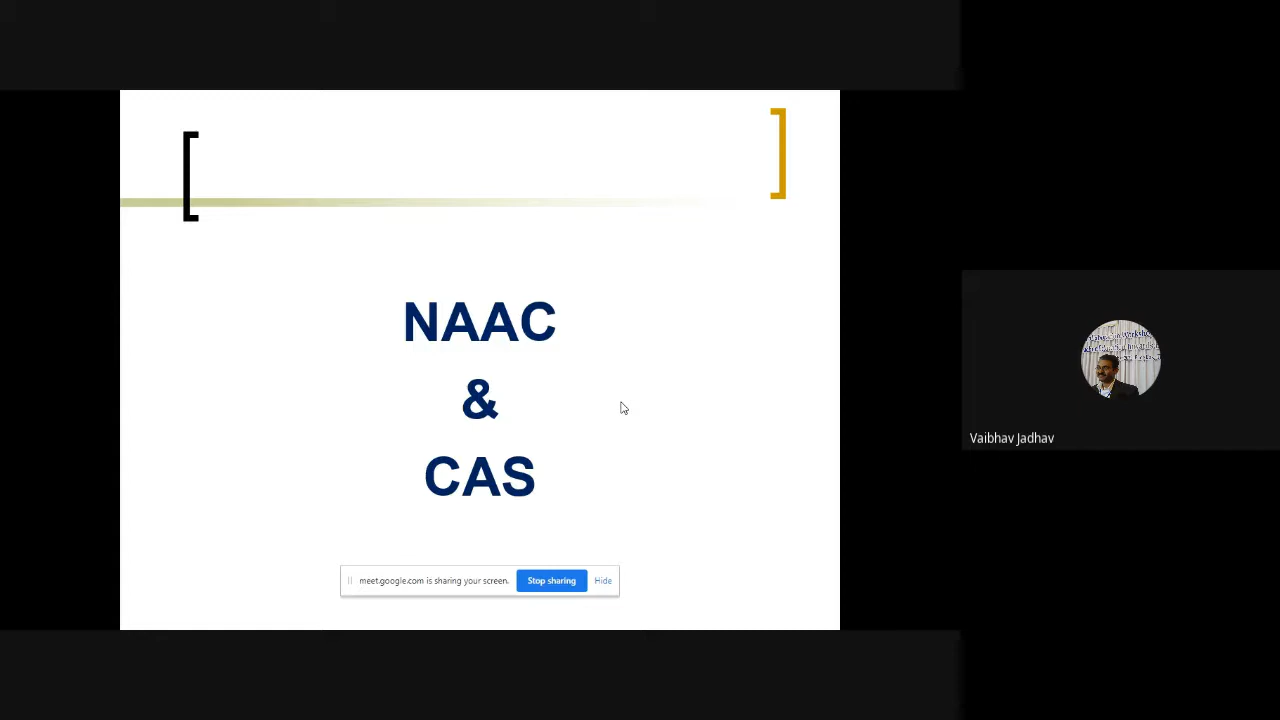 NAAC
&
CAS
meet.google.com is sharing your screen.
Stop sharing
Hide
Vaibhav Jadhav